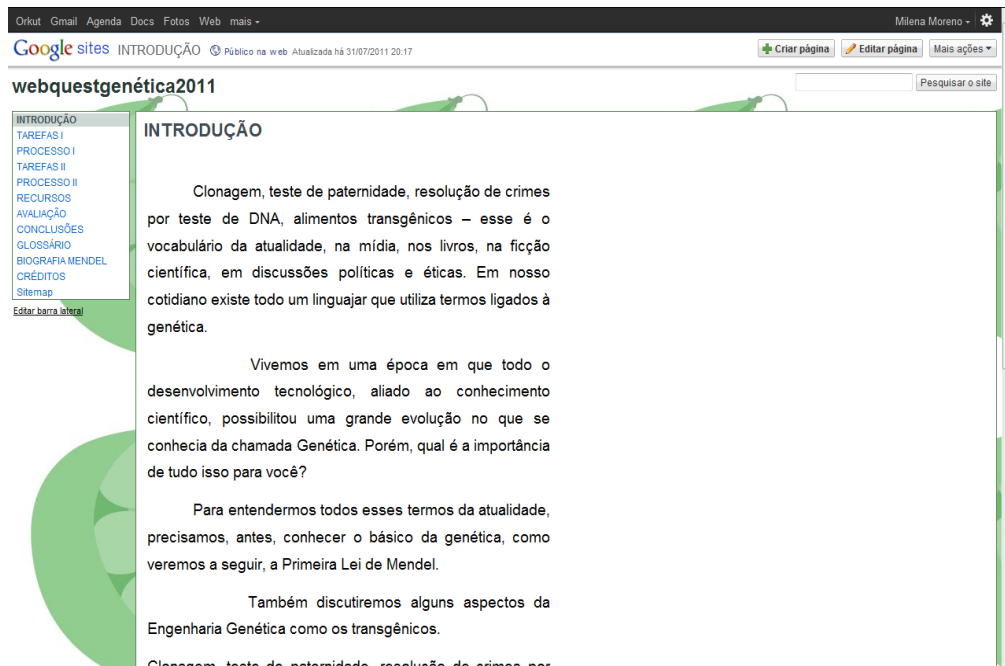 Orkut Gmail Agenda Docs Fotos Web mais
Milena Moreno
Google sites INTRODUÇÃO Público na web Atualizada há 31/07/2011 20:17
Criar página Editar página Mais ações
webquestgenética2011
Pesquisar o site
INTRODUÇÃO
TAREFAS I
PROCESSO I
TAREFAS II
PROCESSO II
RECURSOS
AVALIAÇÃO
CONCLUSÕES
GLOSSÁRIO
BIOGRAFIA MENDEL
CRÉDITOS
Sitemap
Editar barra lateral
INTRODUÇÃO
Clonagem, teste de paternidade, resolução de crimes
por teste de DNA, alimentos transgênicos – esse é o
vocabulário da atualidade, na mídia, nos livros, na ficção
científica, em discussões políticas e éticas. Em nosso
cotidiano existe todo um linguajar que utiliza termos ligados à
genética.
Vivemos em uma época em que todo o
desenvolvimento tecnológico, aliado ao conhecimento
científico, possibilitou uma grande evolução no que se
conhecia da chamada Genética. Porém, qual é a importância
de tudo isso para você?
Para entendermos todos esses termos da atualidade,
precisamos, antes, conhecer o básico da genética, como
veremos a seguir, a Primeira Lei de Mendel.
Também discutiremos alguns aspectos da
Engenharia Genética como os transgênicos.
Clonagem, teste de paternidade, resolução de crimes por